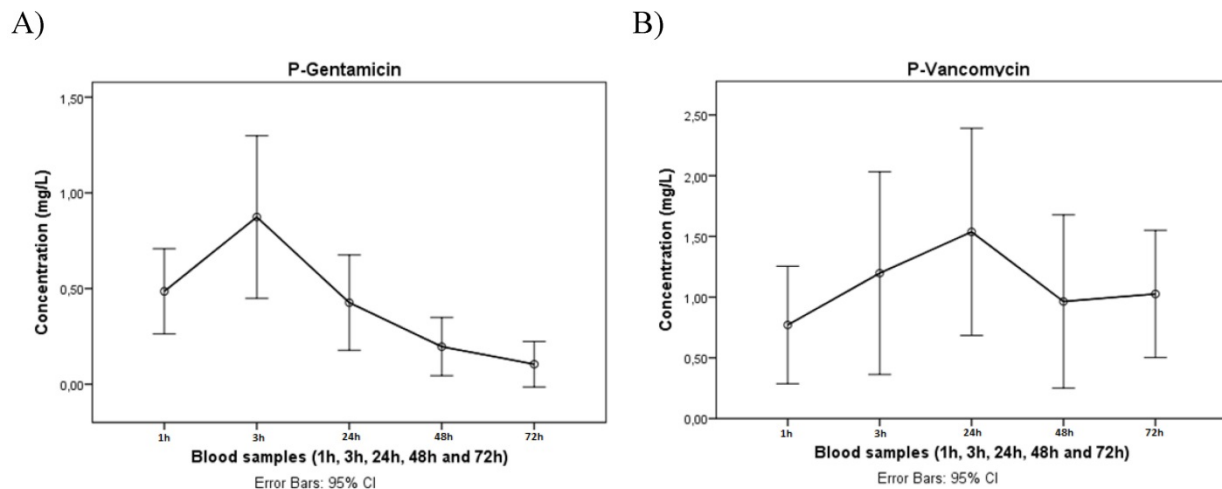 A)
P-Gentamicin
Concentration (mg/L)
1,50
1,00
0,50
0,00
1h 3h 24h 48h 72h
Blood samples (1h, 3h, 24h, 48h and 72h)
Error Bars: 95% CI
B)
P-Vancomycin
Concentration (mg/L)
2,50
2,00
1,50
1,00
0,50
0,00
1h 3h 24h 48h 72h
Blood samples (1h, 3h, 24h, 48h and 72h)
Error Bars: 95% CI